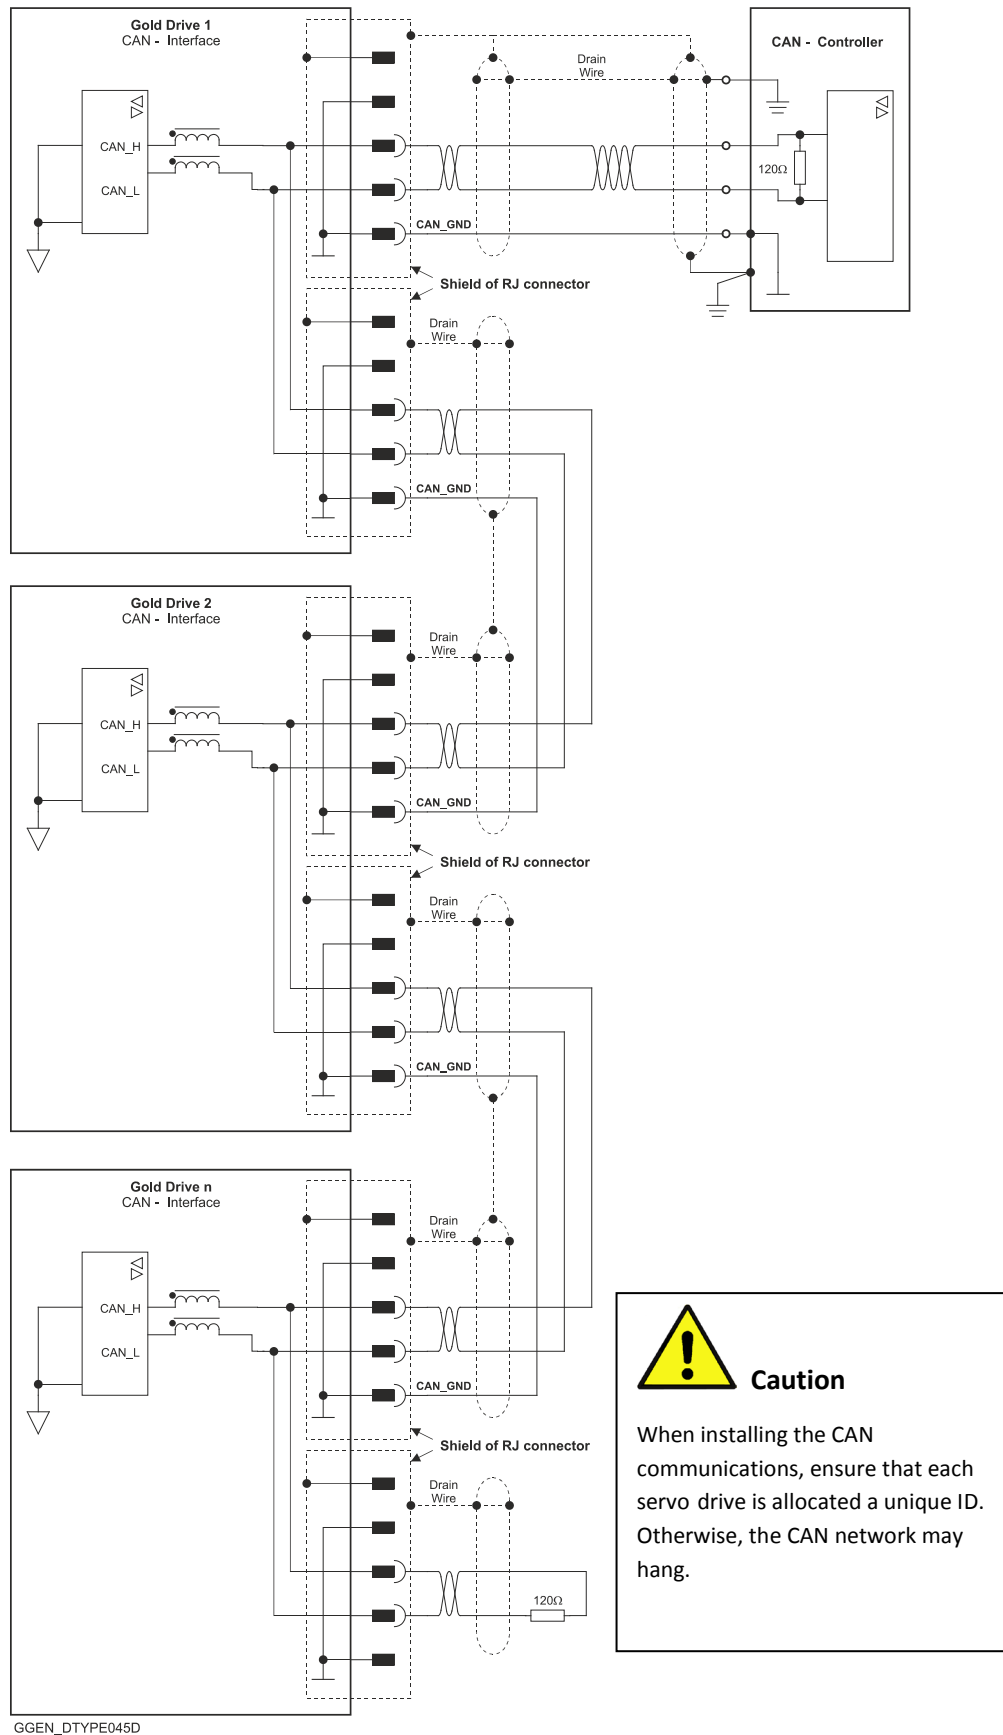 Gold Drive 1
CAN - Interface
CAN_H
CAN_L
Drain
Wire
CAN - Controller
120Ω
CAN_GND
Shield of RJ connector
Drain
Wire
CAN_GND
Gold Drive 2
CAN - Interface
CAN_H
CAN_L
Drain
Wire
CAN_GND
Shield of RJ connector
Drain
Wire
CAN_GND
Gold Drive n
CAN - Interface
CAN_H
CAN_L
Drain
Wire
CAN_GND
Shield of RJ connector
Drain
Wire
120Ω
Caution
When installing the CAN
communications, ensure that each
servo drive is allocated a unique ID.
Otherwise, the CAN network may
hang.
GGEN_DTYPE045D